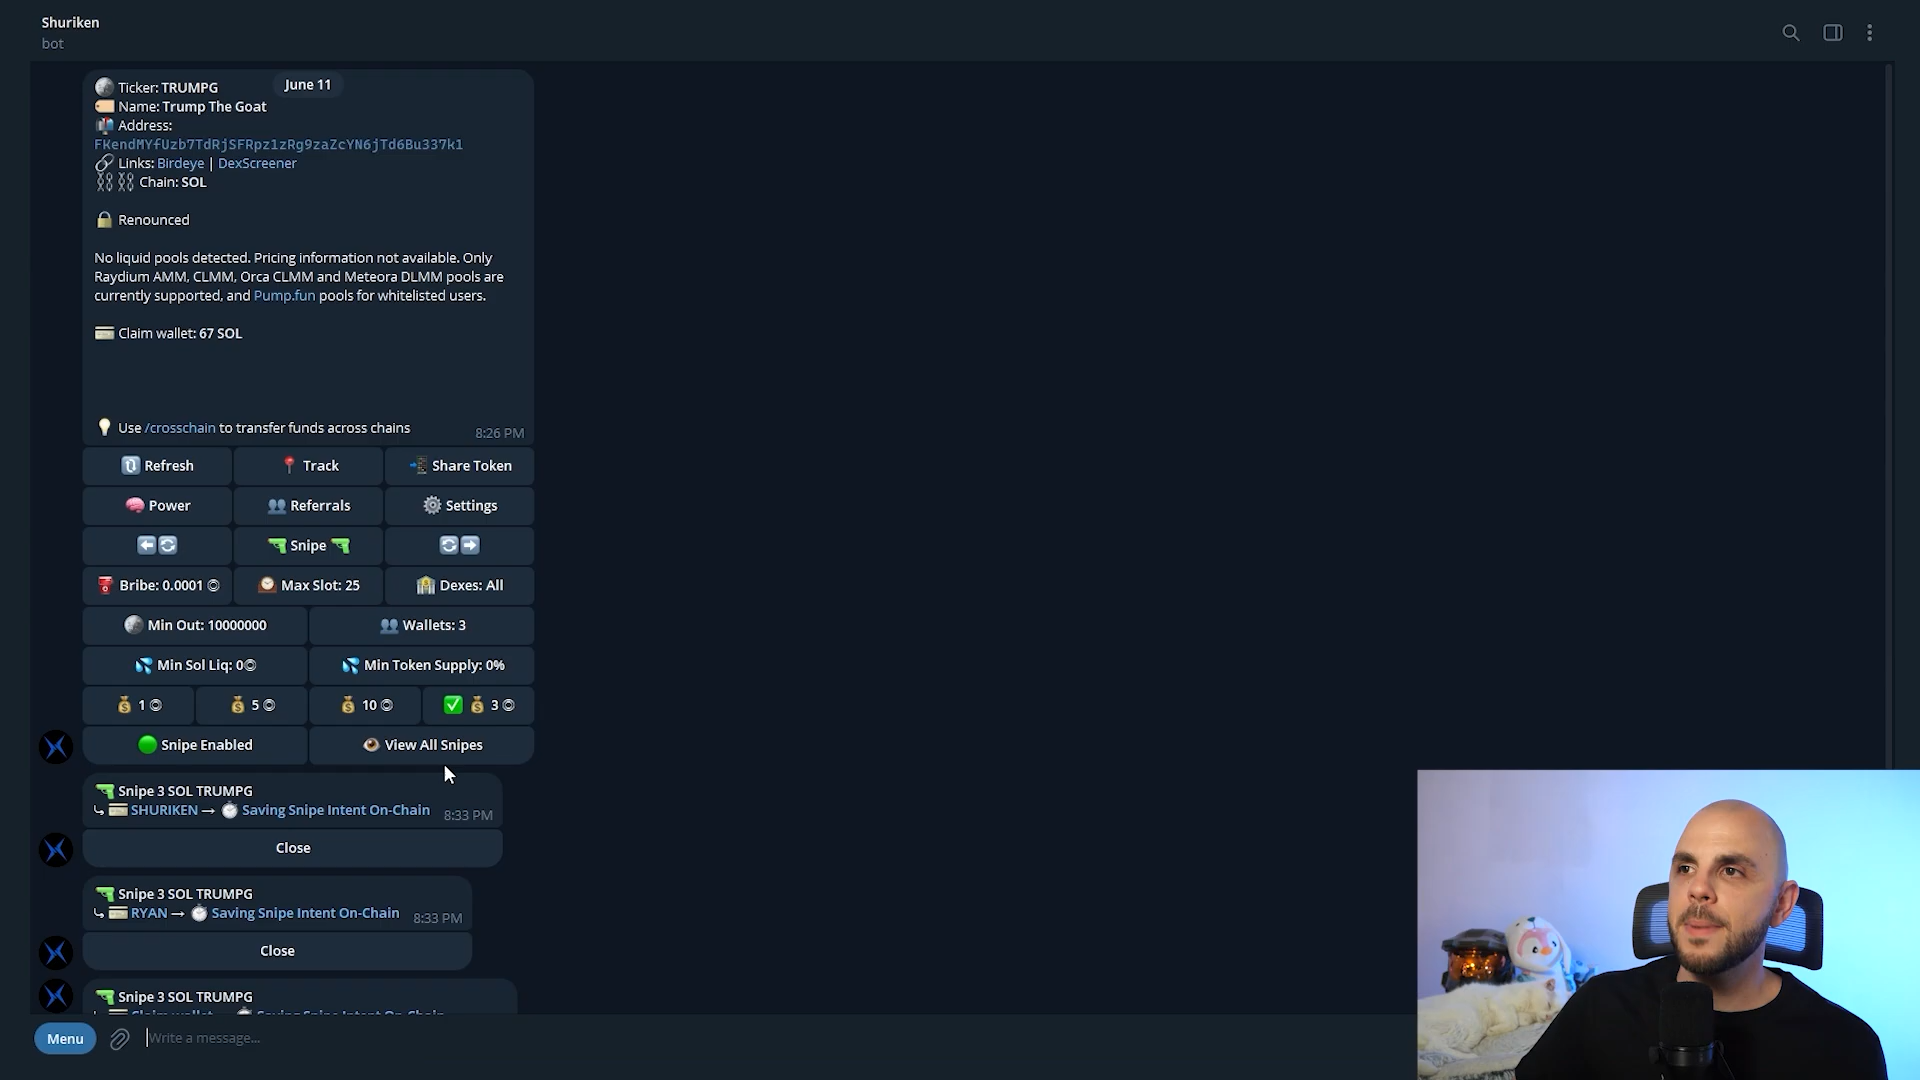 Shuriken
bot
June 11
Ticker: TRUMPG
Name: Trump The Goat
Address:
FKendMYfUzb7TdRjSFRpz1zRg9zaZcYN6jTd6Bu337k1
Links: Birdeye | DexScreener
Chain: SOL
Renounced
No liquid pools detected. Pricing information not available. Only
Raydium AMM, CLMM, Orca CLMM and Meteora DLMM pools are
currently supported, and Pump.fun pools for whitelisted users.
Claim wallet: 67 SOL
Use /crosschain to transfer funds across chains
8:26 PM
Refresh Track Share Token
Power Referrals Settings
Snipe
Bribe: 0.0001 Max Slot: 25 Dexes: All
Min Out: 10000000 Wallets: 3
Min Sol Liq: 0 Min Token Supply: 0%
1 5 10 3
Snipe Enabled View All Snipes
Snipe 3 SOL TRUMPG
SHURIKEN → Saving Snipe Intent On-Chain 8:33 PM
Close
Snipe 3 SOL TRUMPG
RYAN → Saving Snipe Intent On-Chain 8:33 PM
Close
Snipe 3 SOL TRUMPG
Claim wallet → Saving Snipe Intent On-Chain
Menu Write a message...